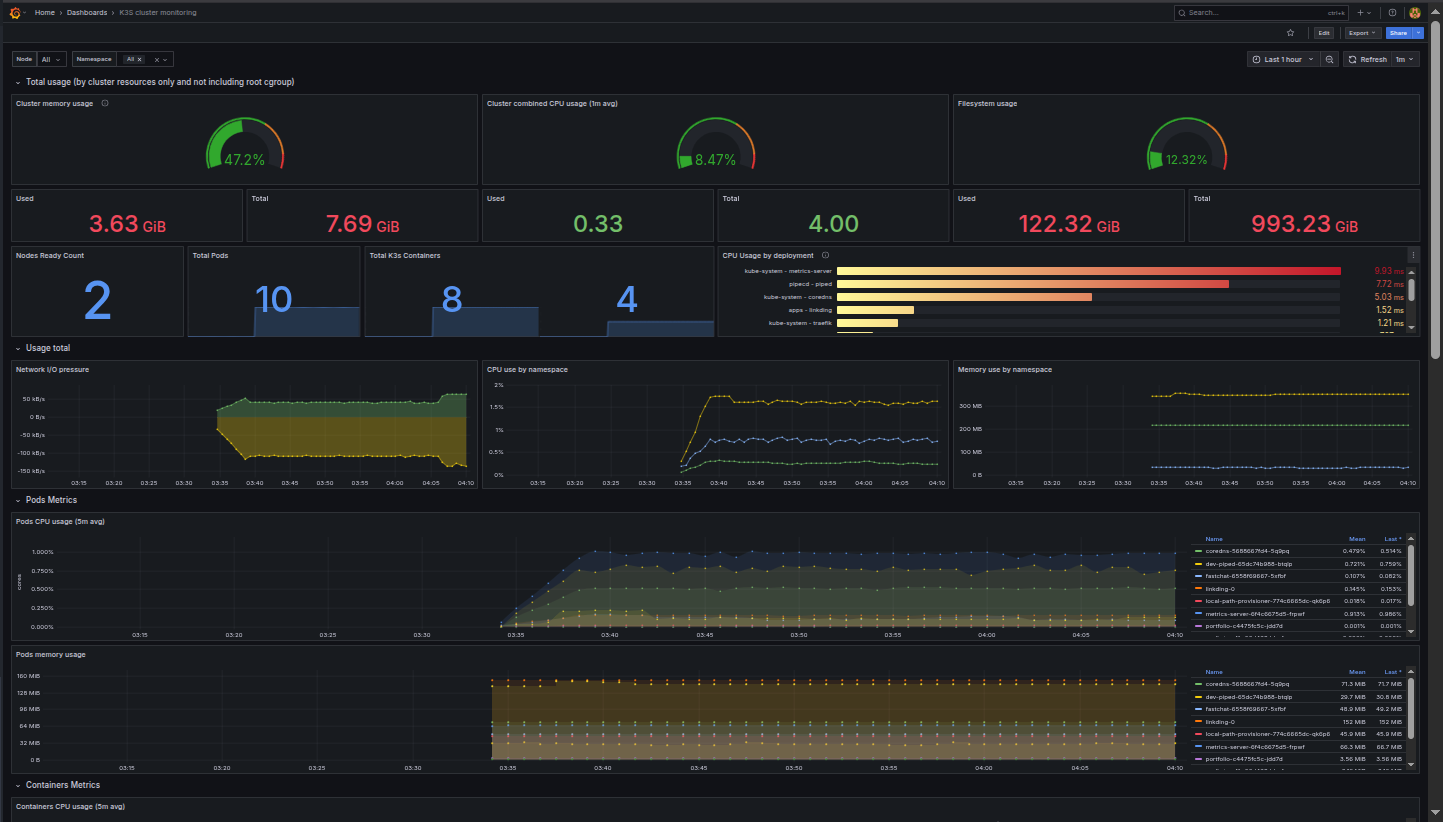 Home › Dashboards › K3S cluster monitoring
Search... ctrl+k
Edit Export Share
Node All Namespace All × ×
Last 1 hour Refresh 1m
Total usage (by cluster resources only and not including root cgroup)
Cluster memory usage
47.2%
Cluster combined CPU usage (1m avg)
8.47%
Filesystem usage
12.32%
Used
3.63 GiB
Total
7.69 GiB
Used
0.33
Total
4.00
Used
122.32 GiB
Total
993.23 GiB
Nodes Ready Count
2
Total Pods
10
Total K3s Containers
8
4
CPU Usage by deployment
kube-system - metrics-server 9.93 ms
pipecd - piped 7.72 ms
kube-system - coredns 5.03 ms
apps - linkding 1.52 ms
kube-system - traefik 1.21 ms
Usage total
Network I/O pressure
50 kB/s
0 B/s
-50 kB/s
-100 kB/s
-150 kB/s
03:15 03:20 03:25 03:30 03:35 03:40 03:45 03:50 03:55 04:00 04:05 04:10
CPU use by namespace
2%
1.5%
1%
0.5%
0%
03:15 03:20 03:25 03:30 03:35 03:40 03:45 03:50 03:55 04:00 04:05 04:10
Memory use by namespace
300 MB
200 MB
100 MB
0 B
03:15 03:20 03:25 03:30 03:35 03:40 03:45 03:50 03:55 04:00 04:05 04:10
Pods Metrics
Pods CPU usage (5m avg)
cores
1.000%
0.750%
0.500%
0.250%
0.000%
03:15 03:20 03:25 03:30 03:35 03:40 03:45 03:50 03:55 04:00 04:05 04:10
Name Mean Last *
coredns-5688667fd4-5q9pq 0.479% 0.514%
dev-piped-65dc74b988-btqlp 0.721% 0.759%
fastchat-6558f69667-5xfbf 0.107% 0.082%
linkding-0 0.145% 0.153%
local-path-provisioner-774c6665dc-qk6p6 0.018% 0.017%
metrics-server-6f4c6675d5-frpwf 0.913% 0.986%
portfolio-c4475fc5c-jdd7d 0.001% 0.001%
Pods memory usage
160 MiB
128 MiB
96 MiB
64 MiB
32 MiB
0 B
03:15 03:20 03:25 03:30 03:35 03:40 03:45 03:50 03:55 04:00 04:05 04:10
Name Mean Last *
coredns-5688667fd4-5q9pq 71.3 MiB 71.7 MiB
dev-piped-65dc74b988-btqlp 29.7 MiB 30.8 MiB
fastchat-6558f69667-5xfbf 48.9 MiB 49.2 MiB
linkding-0 152 MiB 152 MiB
local-path-provisioner-774c6665dc-qk6p6 45.9 MiB 45.9 MiB
metrics-server-6f4c6675d5-frpwf 66.3 MiB 66.7 MiB
portfolio-c4475fc5c-jdd7d 3.56 MiB 3.56 MiB
Containers Metrics
Containers CPU usage (5m avg)